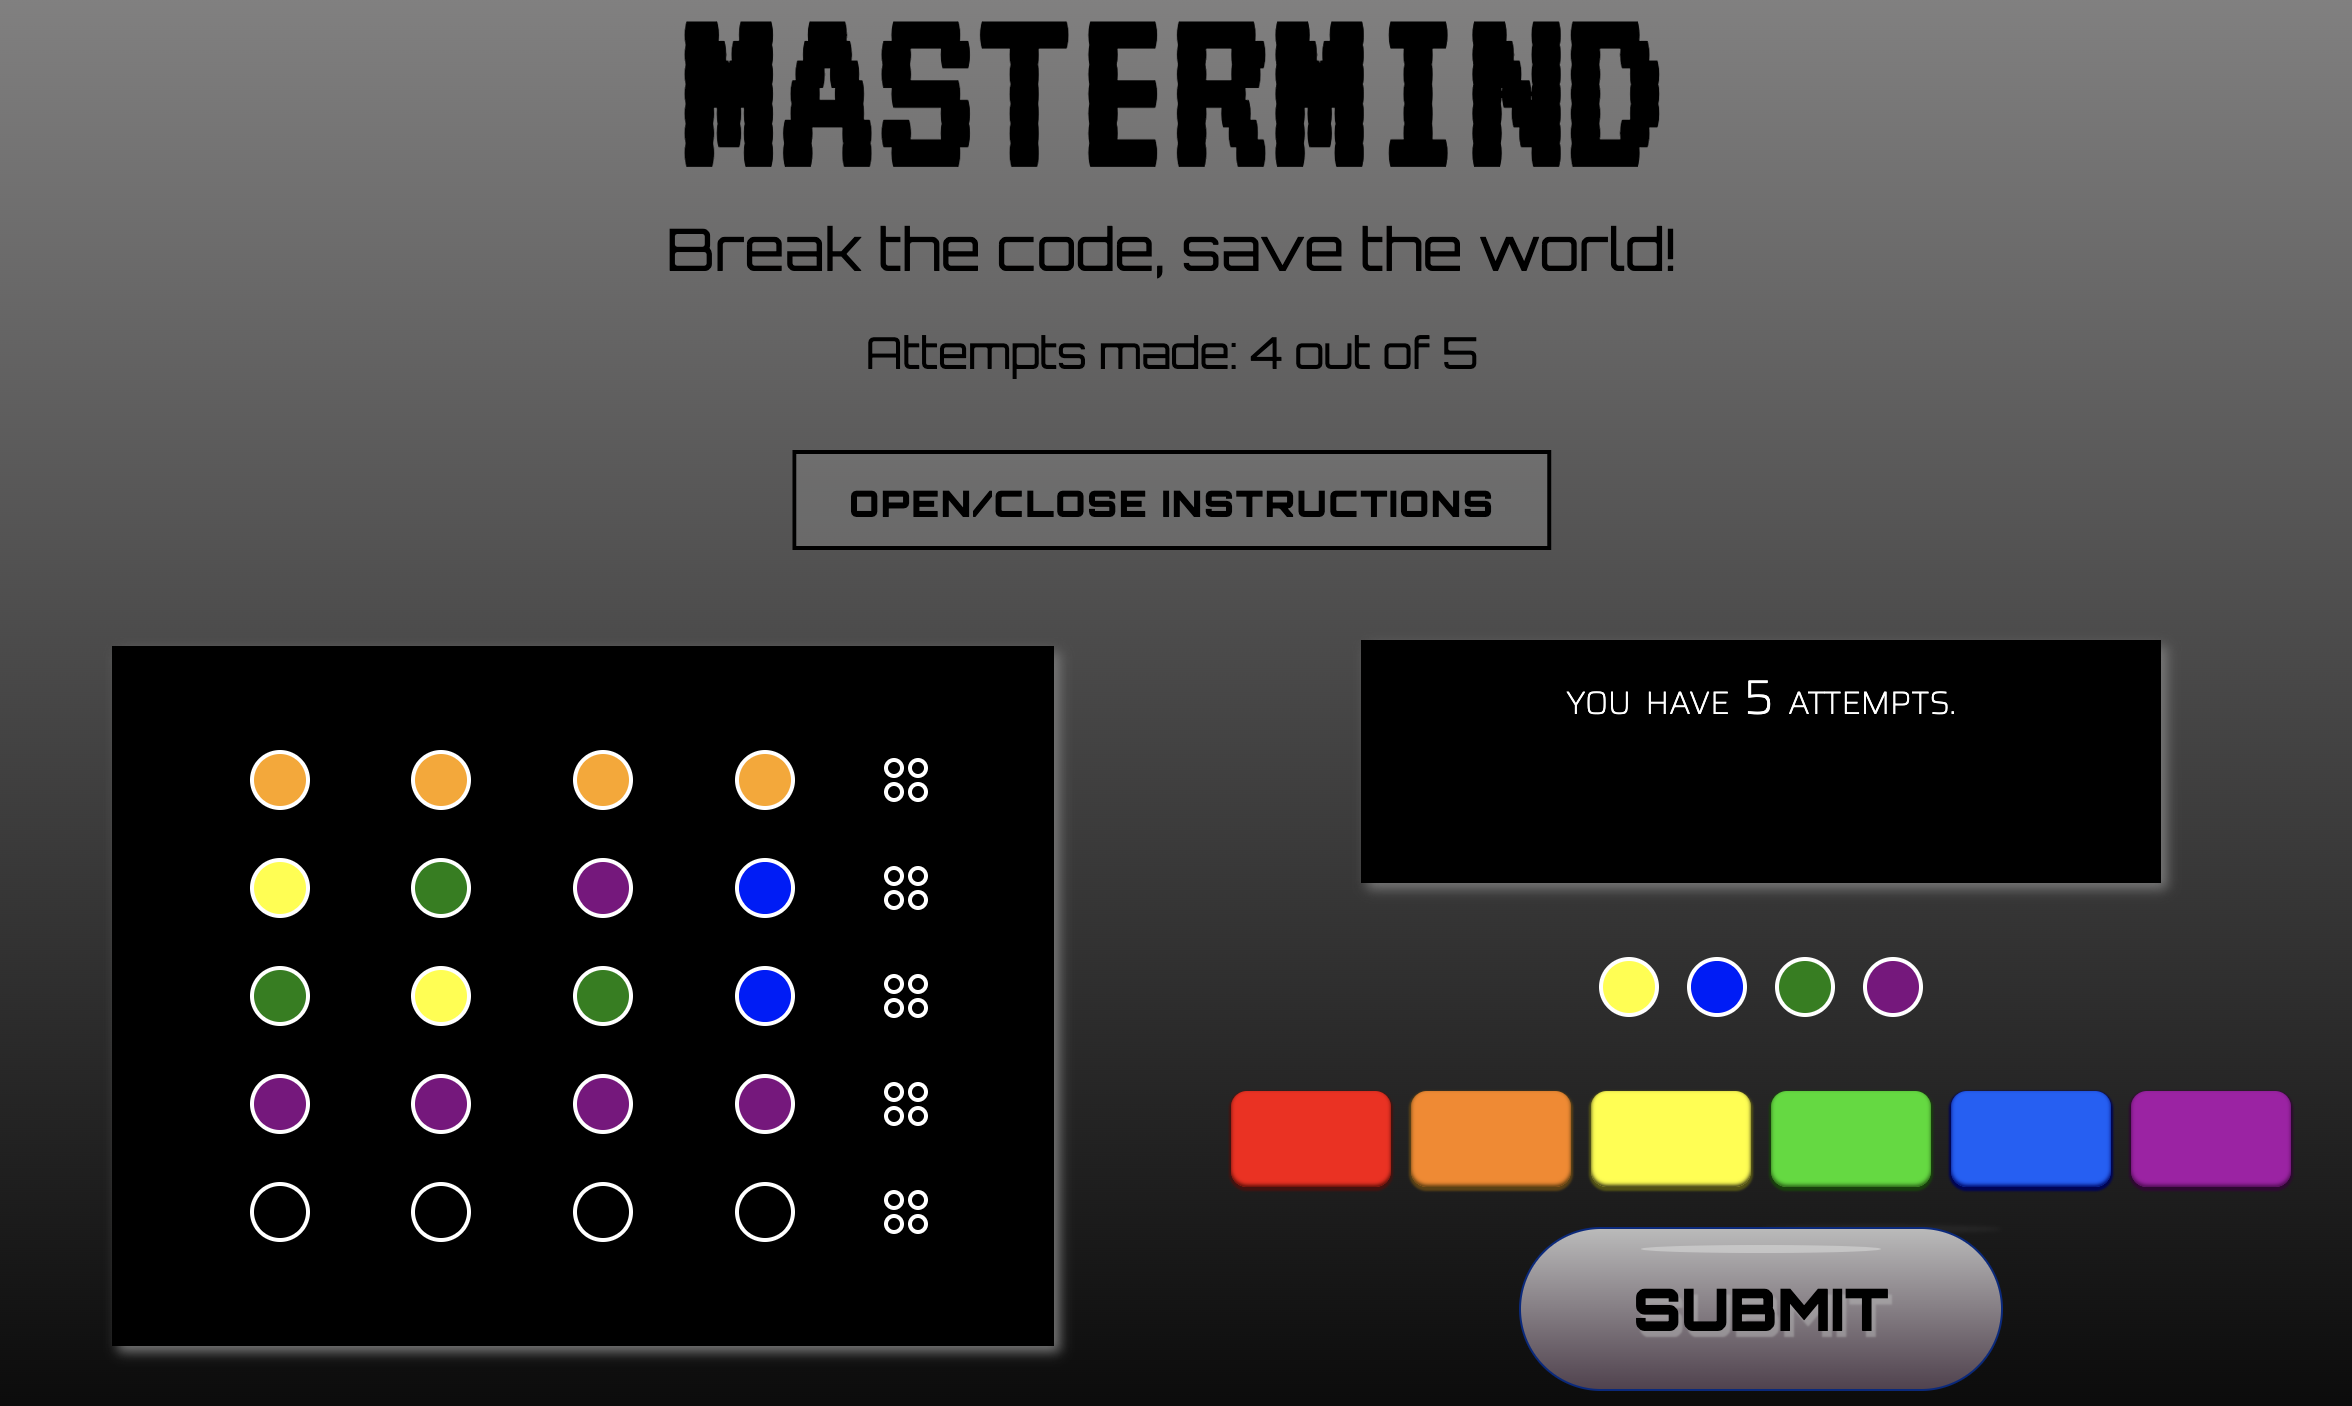 MASTERMIND
Break the code, save the world!
Attempts made: 4 out of 5
OPEN/CLOSE INSTRUCTIONS
YOU HAVE 5 ATTEMPTS.
SUBMIT